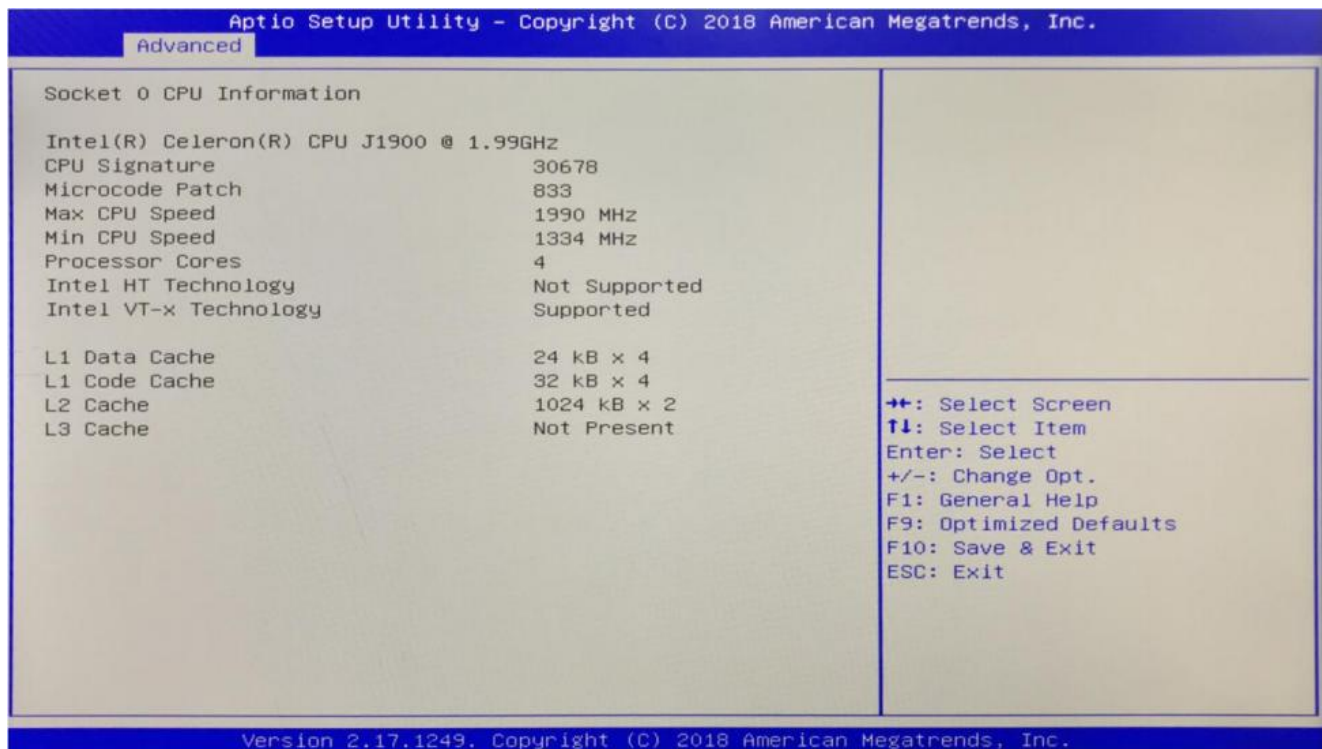 Aptio Setup Utility – Copyright (C) 2018 American Megatrends, Inc.
Advanced
Socket 0 CPU Information
Intel(R) Celeron(R) CPU J1900 @ 1.99GHz
CPU Signature 30678
Microcode Patch 833
Max CPU Speed 1990 MHz
Min CPU Speed 1334 MHz
Processor Cores 4
Intel HT Technology Not Supported
Intel VT-x Technology Supported
L1 Data Cache 24 kB x 4
L1 Code Cache 32 kB x 4
L2 Cache 1024 kB x 2
L3 Cache Not Present
→←: Select Screen
↑↓: Select Item
Enter: Select
+/-: Change Opt.
F1: General Help
F9: Optimized Defaults
F10: Save & Exit
ESC: Exit
Version 2.17.1249. Copyright (C) 2018 American Megatrends, Inc.